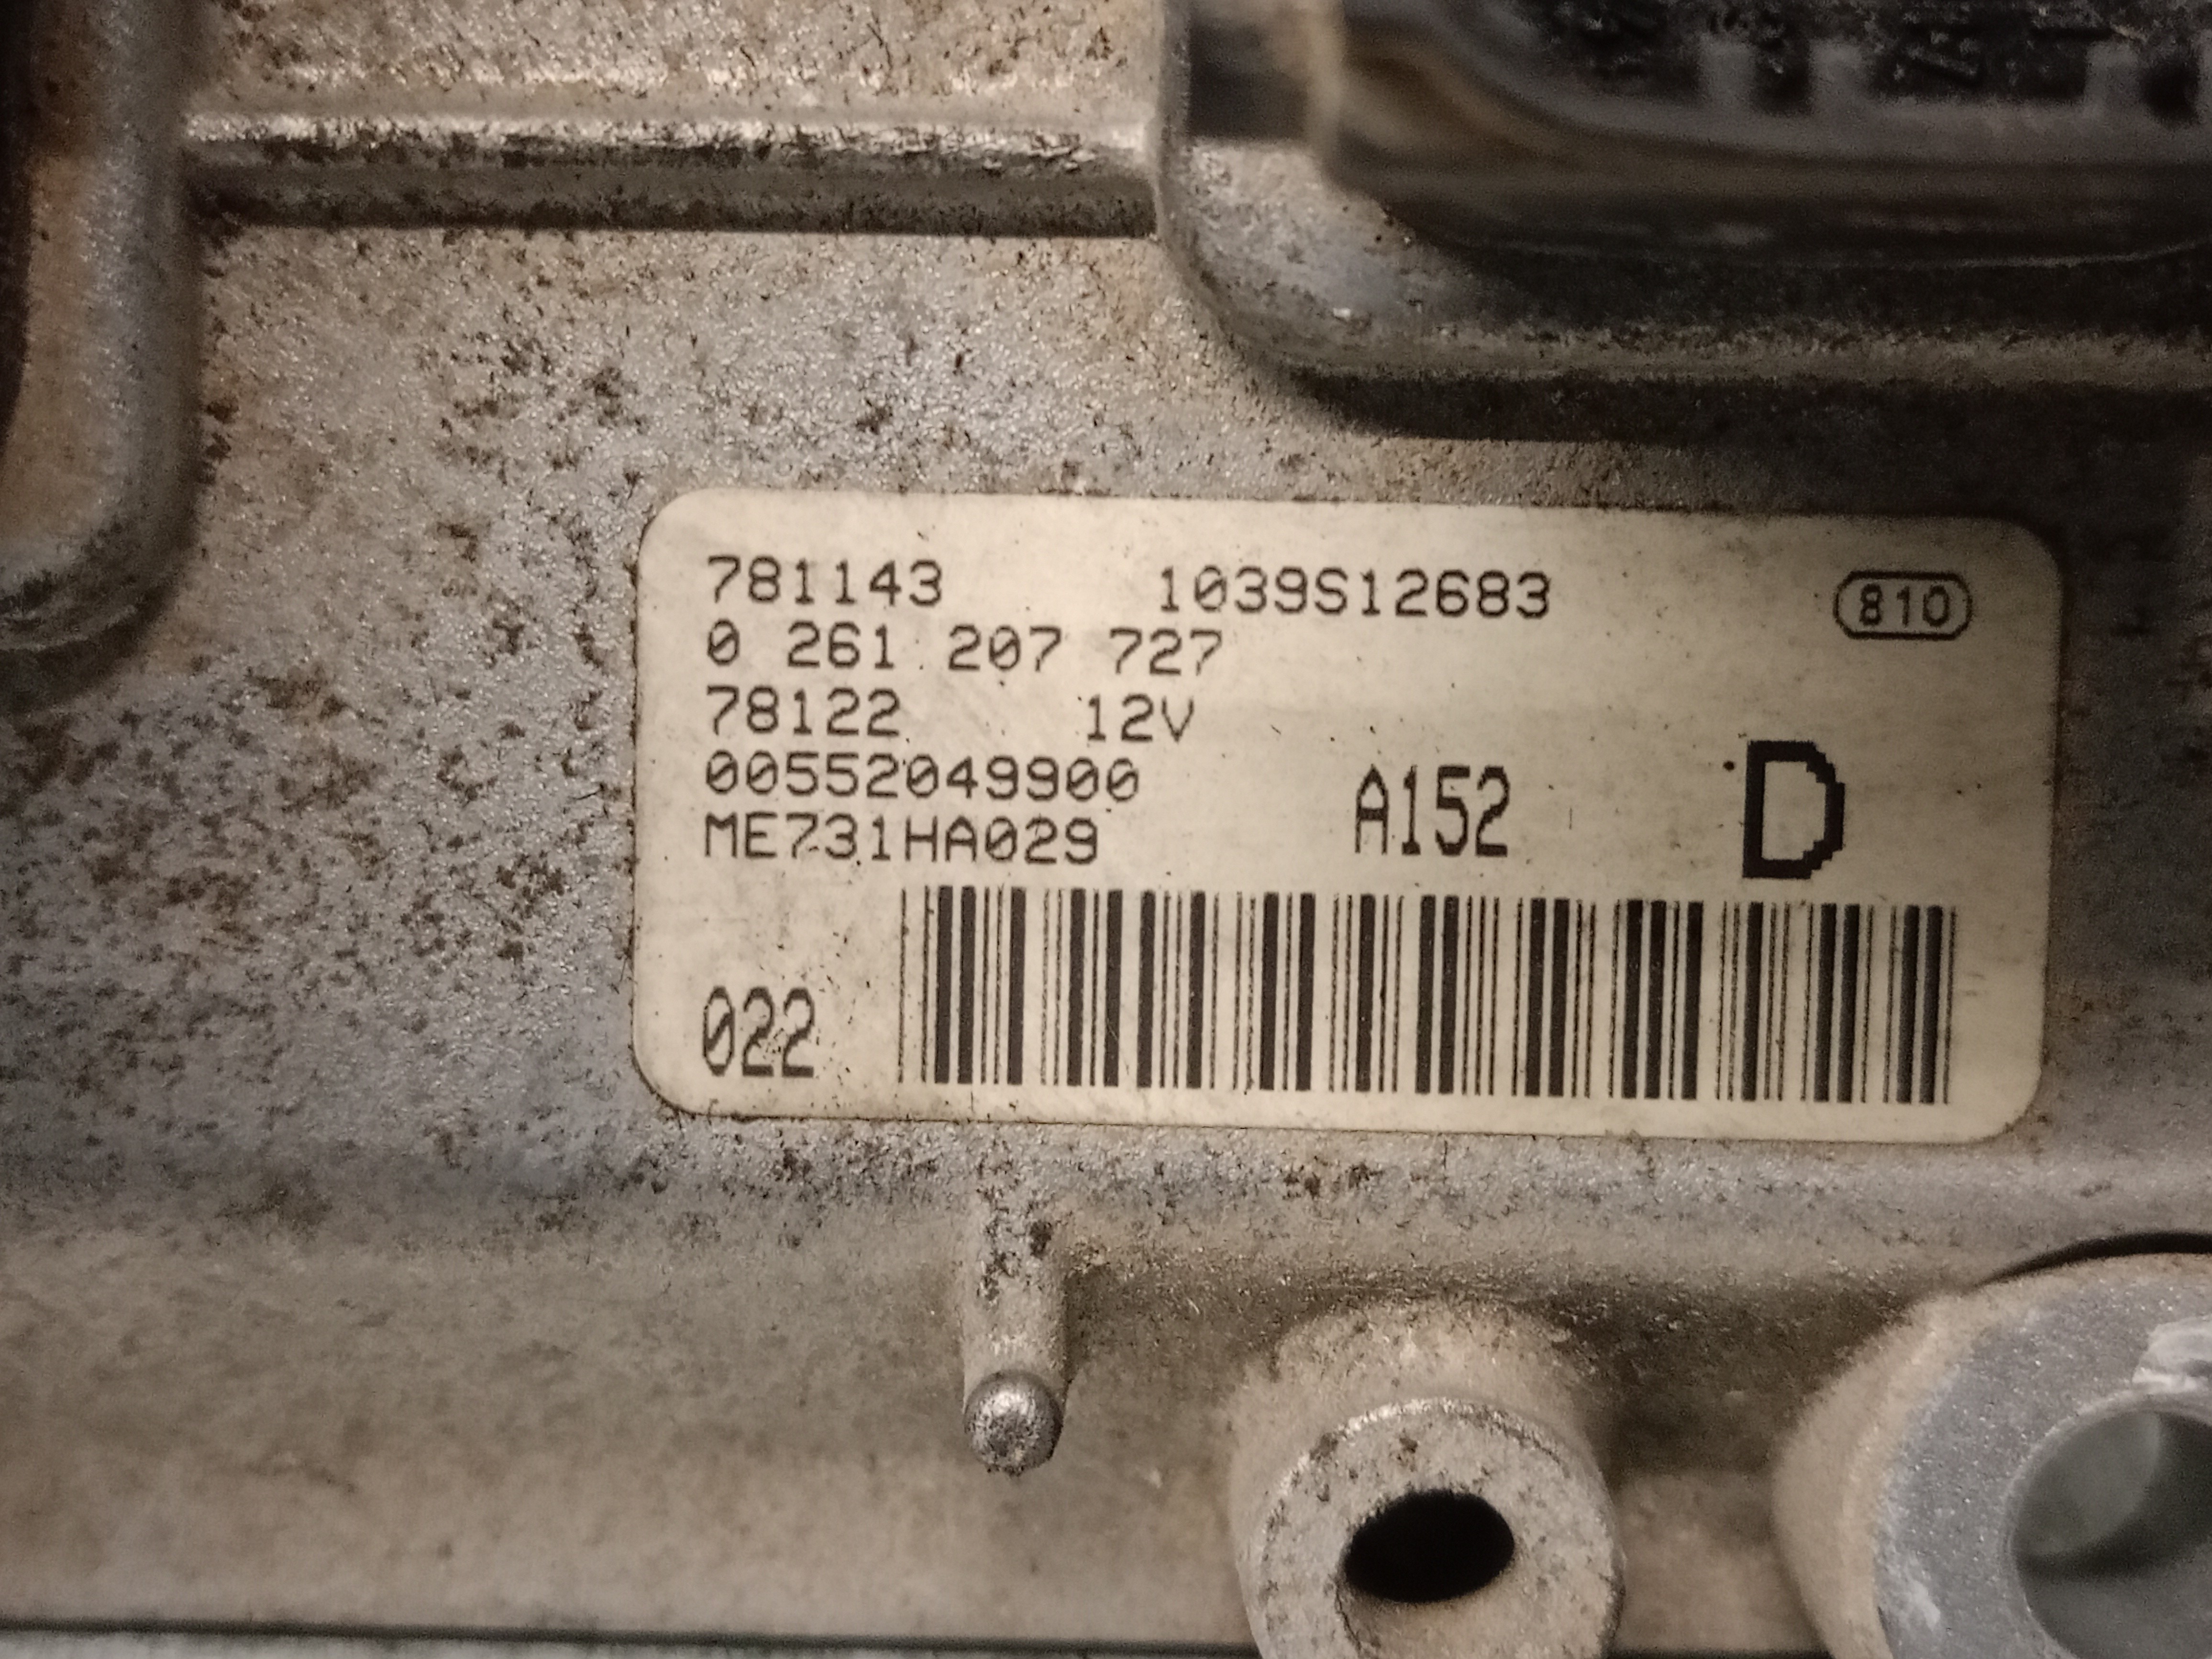 781143 1039S12683 810
0 261 207 727
78122 12V
00552049900
ME731HA029 A152 D
022